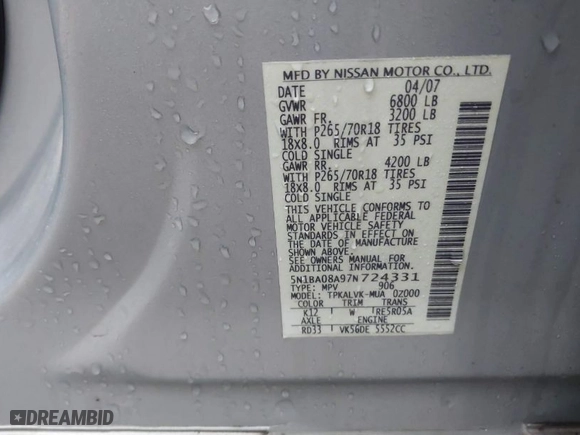 MFD BY NISSAN MOTOR CO., LTD.
DATE 04/07
GVWR 6800 LB
GAWR FR. 3200 LB
WITH P265/70R18 TIRES
18X8.0 RIMS AT 35 PSI
COLD SINGLE
GAWR RR. 4200 LB
WITH P265/70R18 TIRES
18X8.0 RIMS AT 35 PSI
COLD SINGLE
THIS VEHICLE CONFORMS TO
ALL APPLICABLE FEDERAL
MOTOR VEHICLE SAFETY
STANDARDS IN EFFECT ON
THE DATE OF MANUFACTURE
SHOWN ABOVE.
SEE OWNERS MANUAL FOR
ADDITIONAL INFORMATION.
5N1BA08A97N724331
TYPE: MPV 906
MODEL: TPKALVK-MUA 0Z000
COLOR TRIM TRANS
K12 W RE5R05A
AXLE ENGINE
RD33 VK56DE 5552CC
DREAMBID